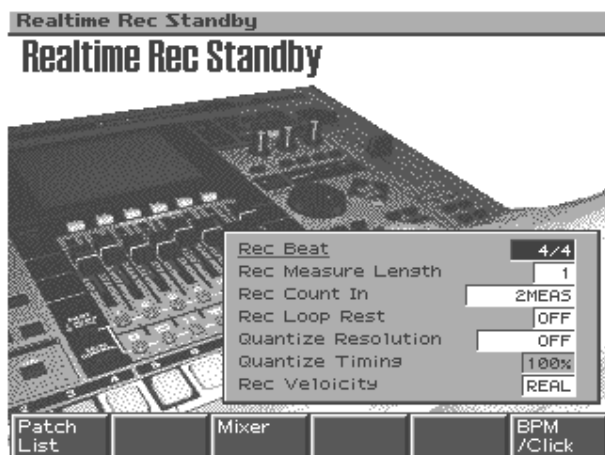 Realtime Rec Standby
Realtime Rec Standby
Rec Beat 4/4
Rec Measure Length 1
Rec Count In 2MEAS
Rec Loop Rest OFF
Quantize Resolution OFF
Quantize Timing 100%
Rec Veloicity REAL
Patch List
Mixer
BPM /Click